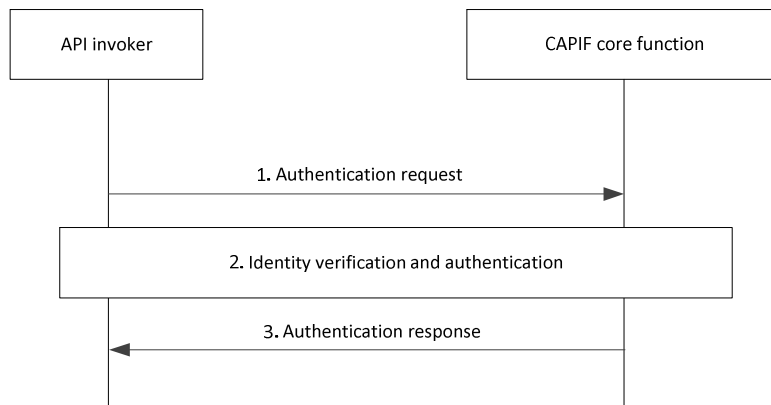 API invoker
CAPIF core function
1. Authentication request
2. Identity verification and authentication
3. Authentication response